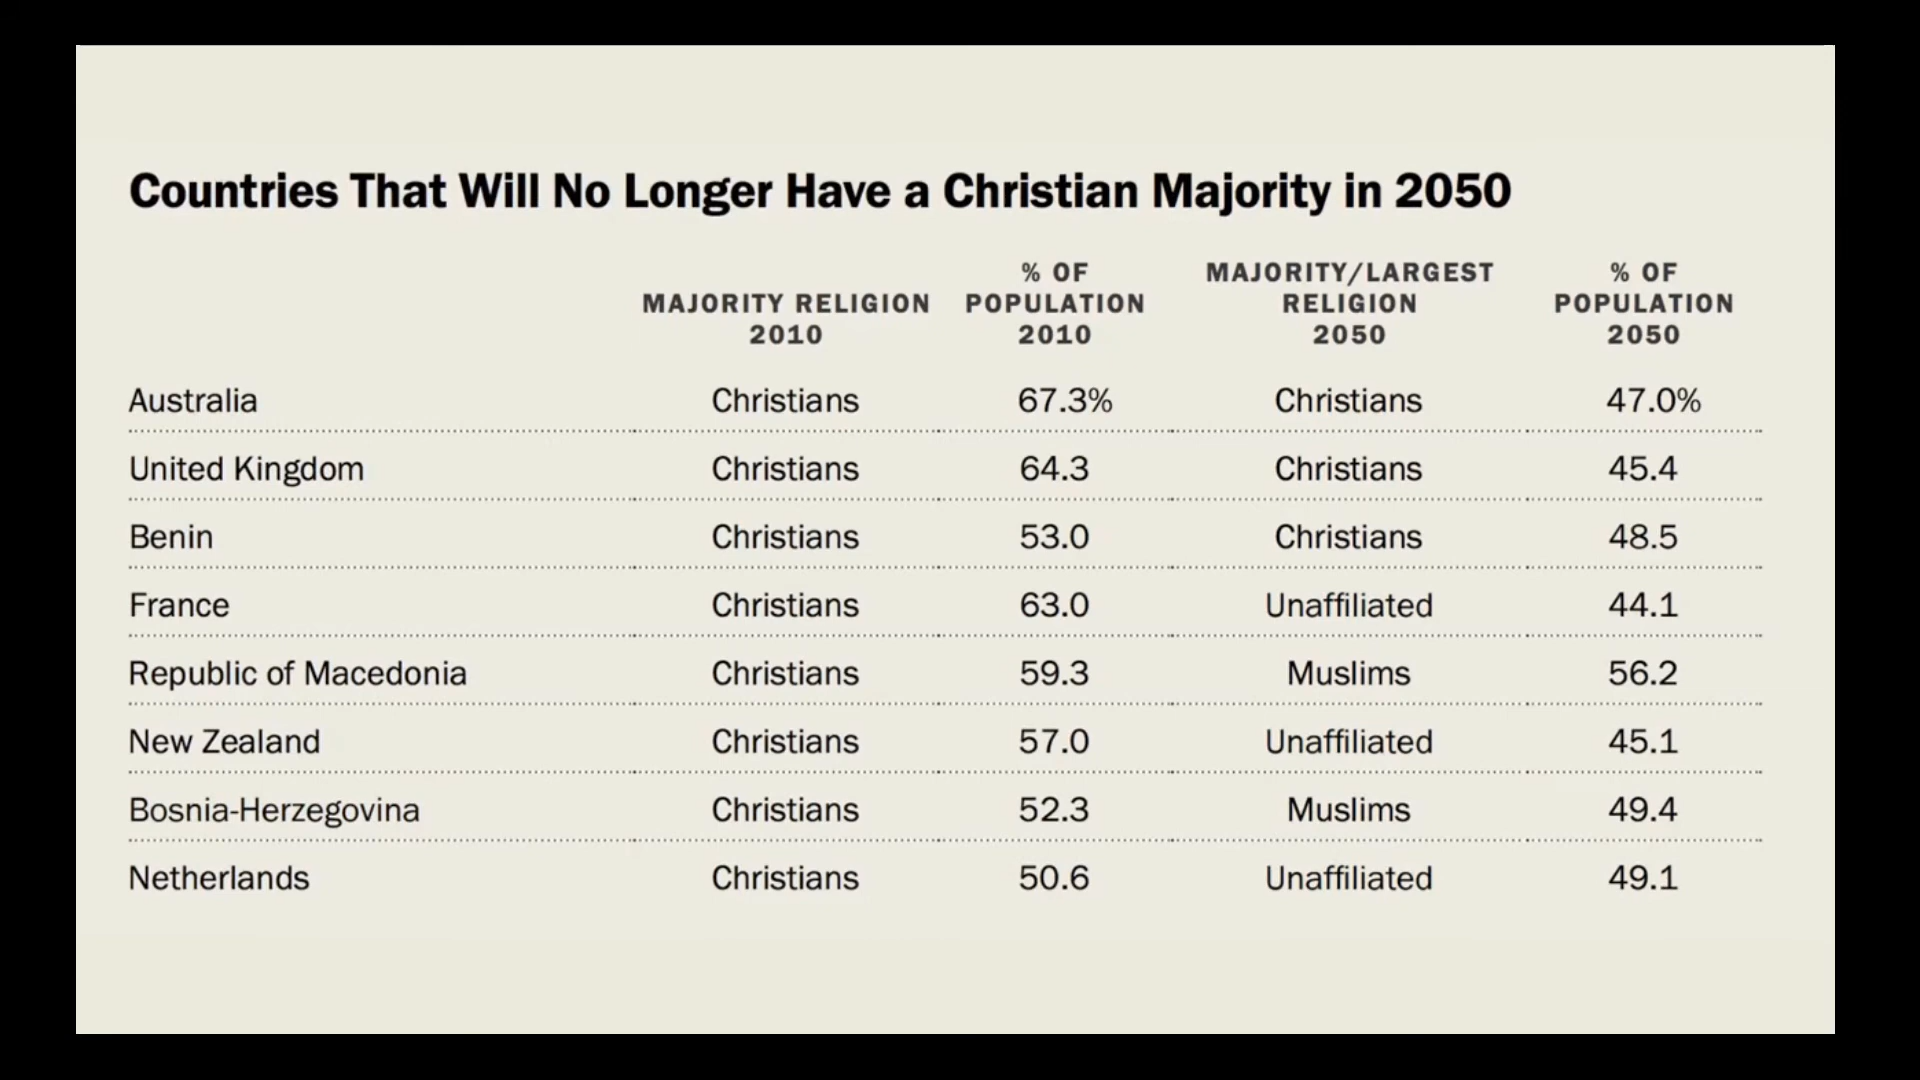 Countries That Will No Longer Have a Christian Majority in 2050
MAJORITY RELIGION 2010 % OF POPULATION 2010 MAJORITY/LARGEST RELIGION 2050 % OF POPULATION 2050
Australia Christians 67.3% Christians 47.0%
United Kingdom Christians 64.3 Christians 45.4
Benin Christians 53.0 Christians 48.5
France Christians 63.0 Unaffiliated 44.1
Republic of Macedonia Christians 59.3 Muslims 56.2
New Zealand Christians 57.0 Unaffiliated 45.1
Bosnia-Herzegovina Christians 52.3 Muslims 49.4
Netherlands Christians 50.6 Unaffiliated 49.1